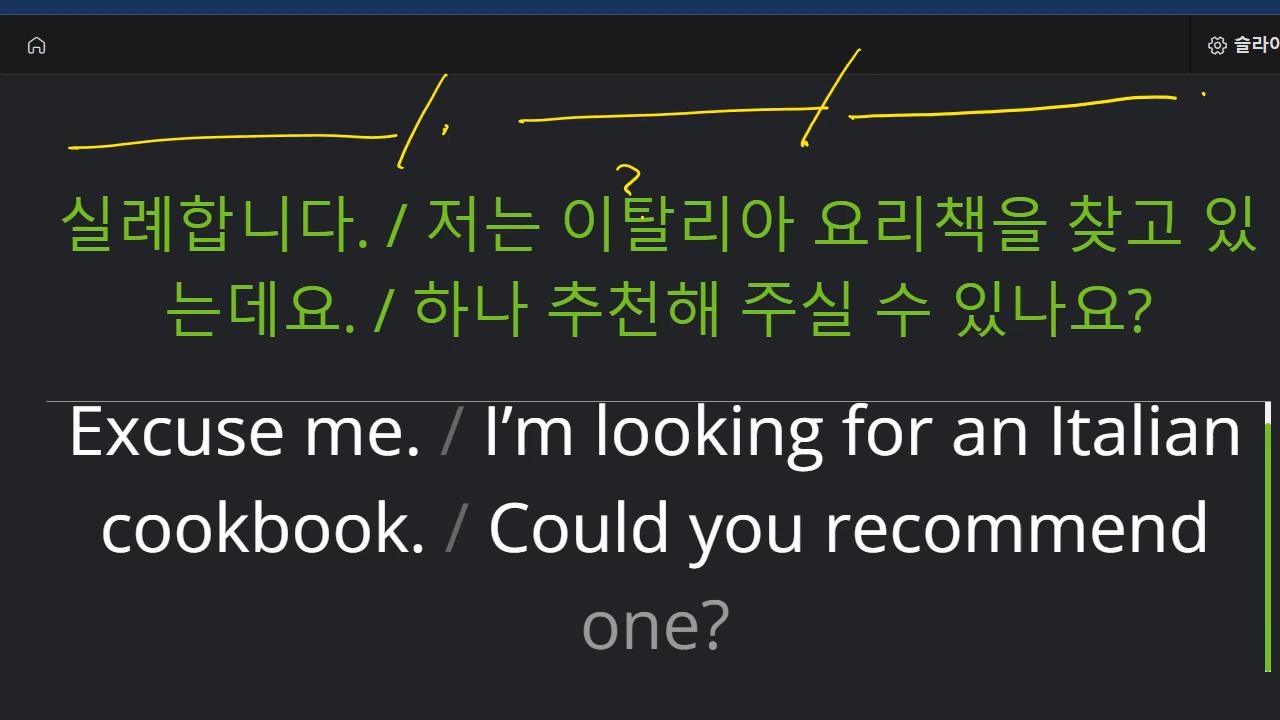 슬라이
?
실례합니다. / 저는 이탈리아 요리책을 찾고 있
는데요. / 하나 추천해 주실 수 있나요?
Excuse me. / I’m looking for an Italian
cookbook. / Could you recommend
one?